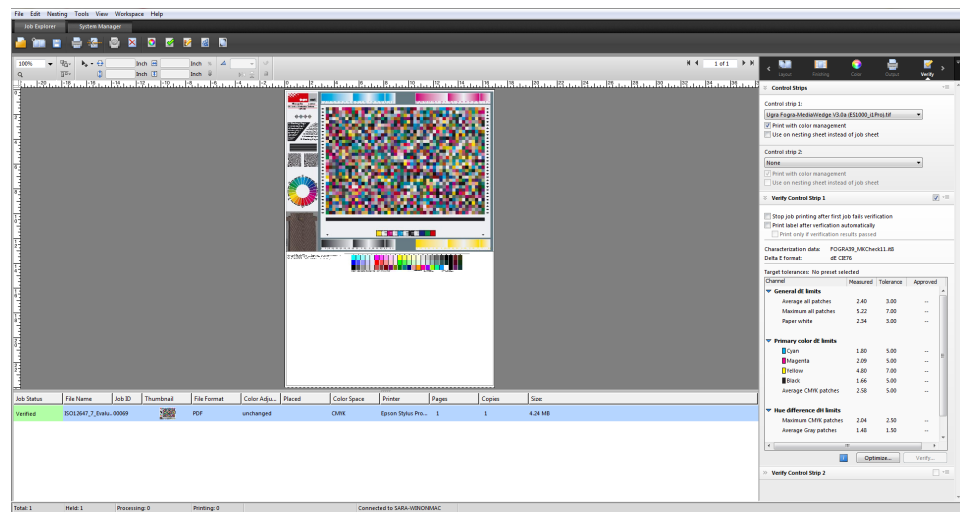 File Edit Nesting Tools View Workspace Help
Job Explorer System Manager
100% Inch Inch 1 of 1
Inch Inch
Layout Finishing Color Output Verify
Control Strips
Control strip 1:
Ugra Fogra-MediaWedge V3.0a (ES1000_i1Pro).tif
Print with color management
Use on nesting sheet instead of job sheet
Control strip 2:
None
Print with color management
Use on nesting sheet instead of job sheet
Verify Control Strip 1
Stop job printing after first job fails verification
Print label after verification automatically
Print only if verification results passed
Characterization data: FOGRA39_MKCheck11.it8
Delta E format: dE CIE76
Target tolerances: No preset selected
Channel Measured Tolerance Approved
General dE limits
Average all patches 2.40 3.00 --
Maximum all patches 5.22 7.00 --
Paper white 2.34 3.00 --
Primary color dE limits
Cyan 1.80 5.00 --
Magenta 2.09 5.00 --
Yellow 4.80 7.00 --
Black 1.66 5.00 --
Average CMYK patches 2.58 5.00 --
Hue difference dH limits
Maximum CMYK patches 2.04 2.50 --
Average Gray patches 1.48 1.50 --
Optimize... Verify...
Verify Control Strip 2
Job Status File Name Job ID Thumbnail File Format Color Adju... Placed Color Space Printer Pages Copies Size
Verified ISO12647_7_Evalu... 00069 PDF unchanged CMYK Epson Stylus Pro... 1 1 4.24 MB
Total: 1 Held: 1 Processing: 0 Printing: 0 Connected to SARA-WINONMAC